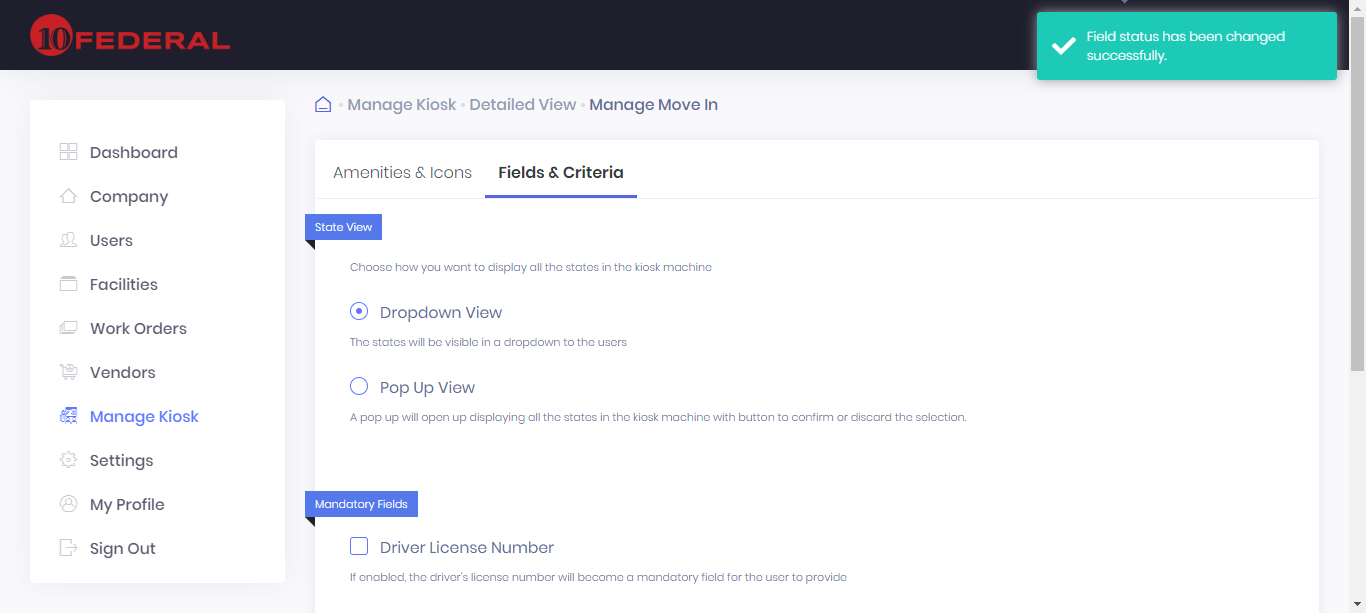 10 FEDERAL
Field status has been changed
successfully.
Manage Kiosk • Detailed View • Manage Move In
Dashboard
Company
Users
Facilities
Work Orders
Vendors
Manage Kiosk
Settings
My Profile
Sign Out
Amenities & Icons
Fields & Criteria
State View
Choose how you want to display all the states in the kiosk machine
Dropdown View
The states will be visible in a dropdown to the users
Pop Up View
A pop up will open up displaying all the states in the kiosk machine with button to confirm or discard the selection.
Mandatory Fields
Driver License Number
If enabled, the driver's license number will become a mandatory field for the user to provide